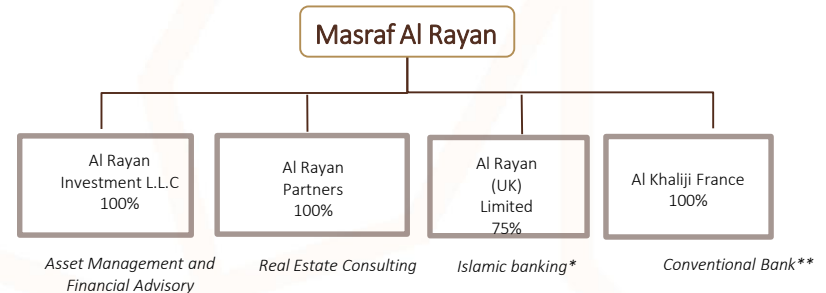 Masraf Al Rayan
Al Rayan
Investment L.L.C
100%
Al Rayan
Partners
100%
Al Rayan
(UK)
Limited
75%
Al Khaliji France
100%
Asset Management and
Financial Advisory
Real Estate Consulting
Islamic banking*
Conventional Bank**